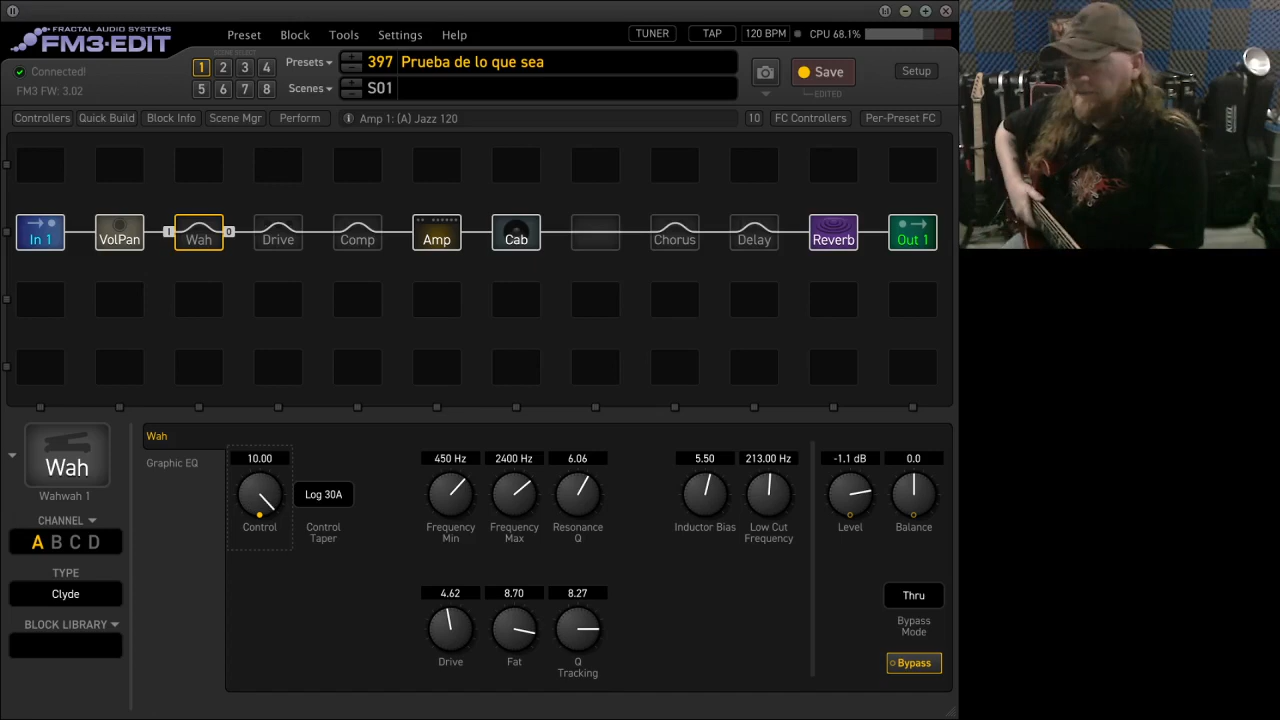 FRACTAL AUDIO SYSTEMS
FM3-EDIT
Preset Block Tools Settings Help
TUNER TAP 120 BPM CPU 68.1%
Connected!
FM3 FW: 3.02
SCENE SELECT
1 2 3 4
5 6 7 8
Presets 397 Prueba de lo que sea
Scenes S01
Save
EDITED
Setup
Controllers Quick Build Block Info Scene Mgr Perform
Amp 1: (A) Jazz 120
10 FC Controllers Per-Preset FC
In 1 VolPan I Wah O Drive Comp Amp Cab Chorus Delay Reverb Out 1
Wah
Wahwah 1
CHANNEL
A B C D
TYPE
Clyde
BLOCK LIBRARY
Wah
Graphic EQ
10.00 450 Hz 2400 Hz 6.06 5.50 213.00 Hz -1.1 dB 0.0
Log 30A
Control Control Taper Frequency Min Frequency Max Resonance Q Inductor Bias Low Cut Frequency Level Balance
4.62 8.70 8.27
Thru
Drive Fat Q Tracking
Bypass Mode
Bypass